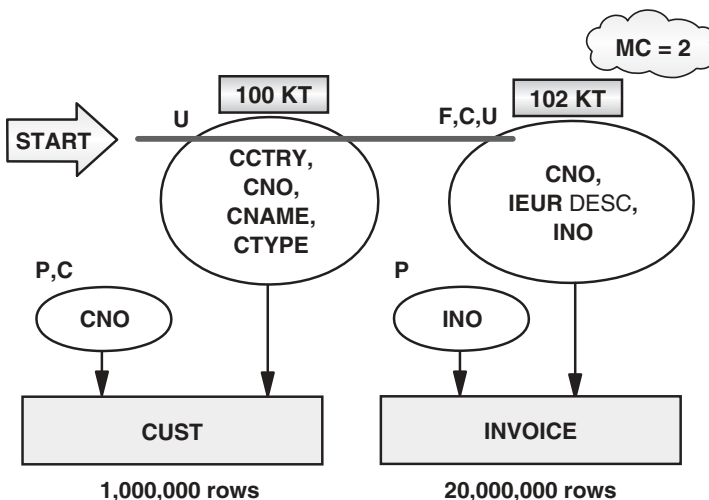 MC = 2
100 KT
102 KT
U
F,C,U
START
CCTRY,
CNO,
CNAME,
CTYPE
CNO,
IEUR DESC,
INO
P,C
P
CNO
INO
CUST
INVOICE
1,000,000 rows
20,000,000 rows